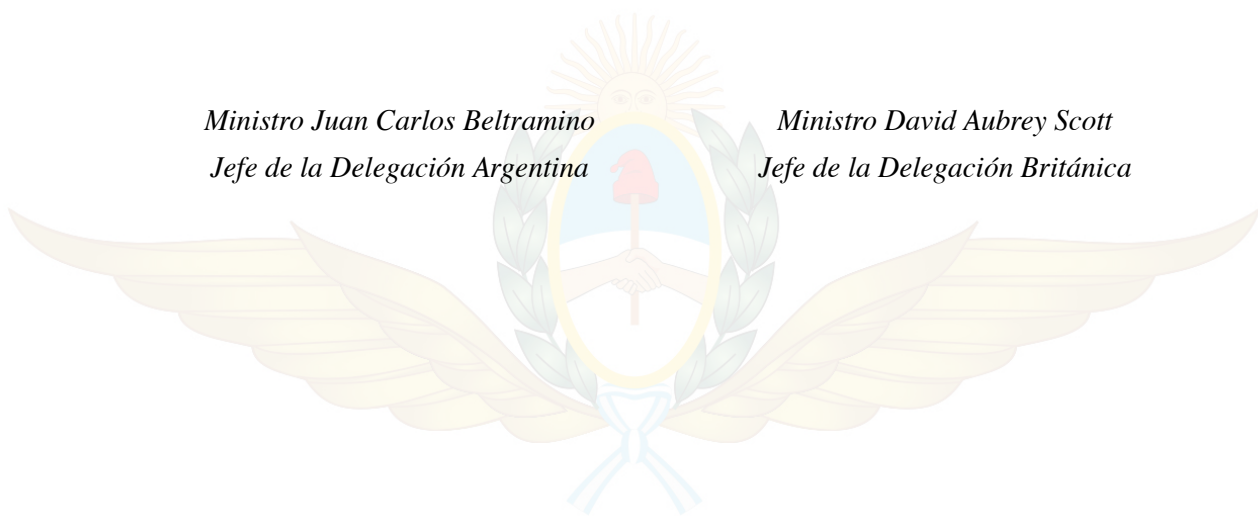 Ministro Juan Carlos Beltramino
Jefe de la Delegación Argentina
Ministro David Aubrey Scott
Jefe de la Delegación Británica